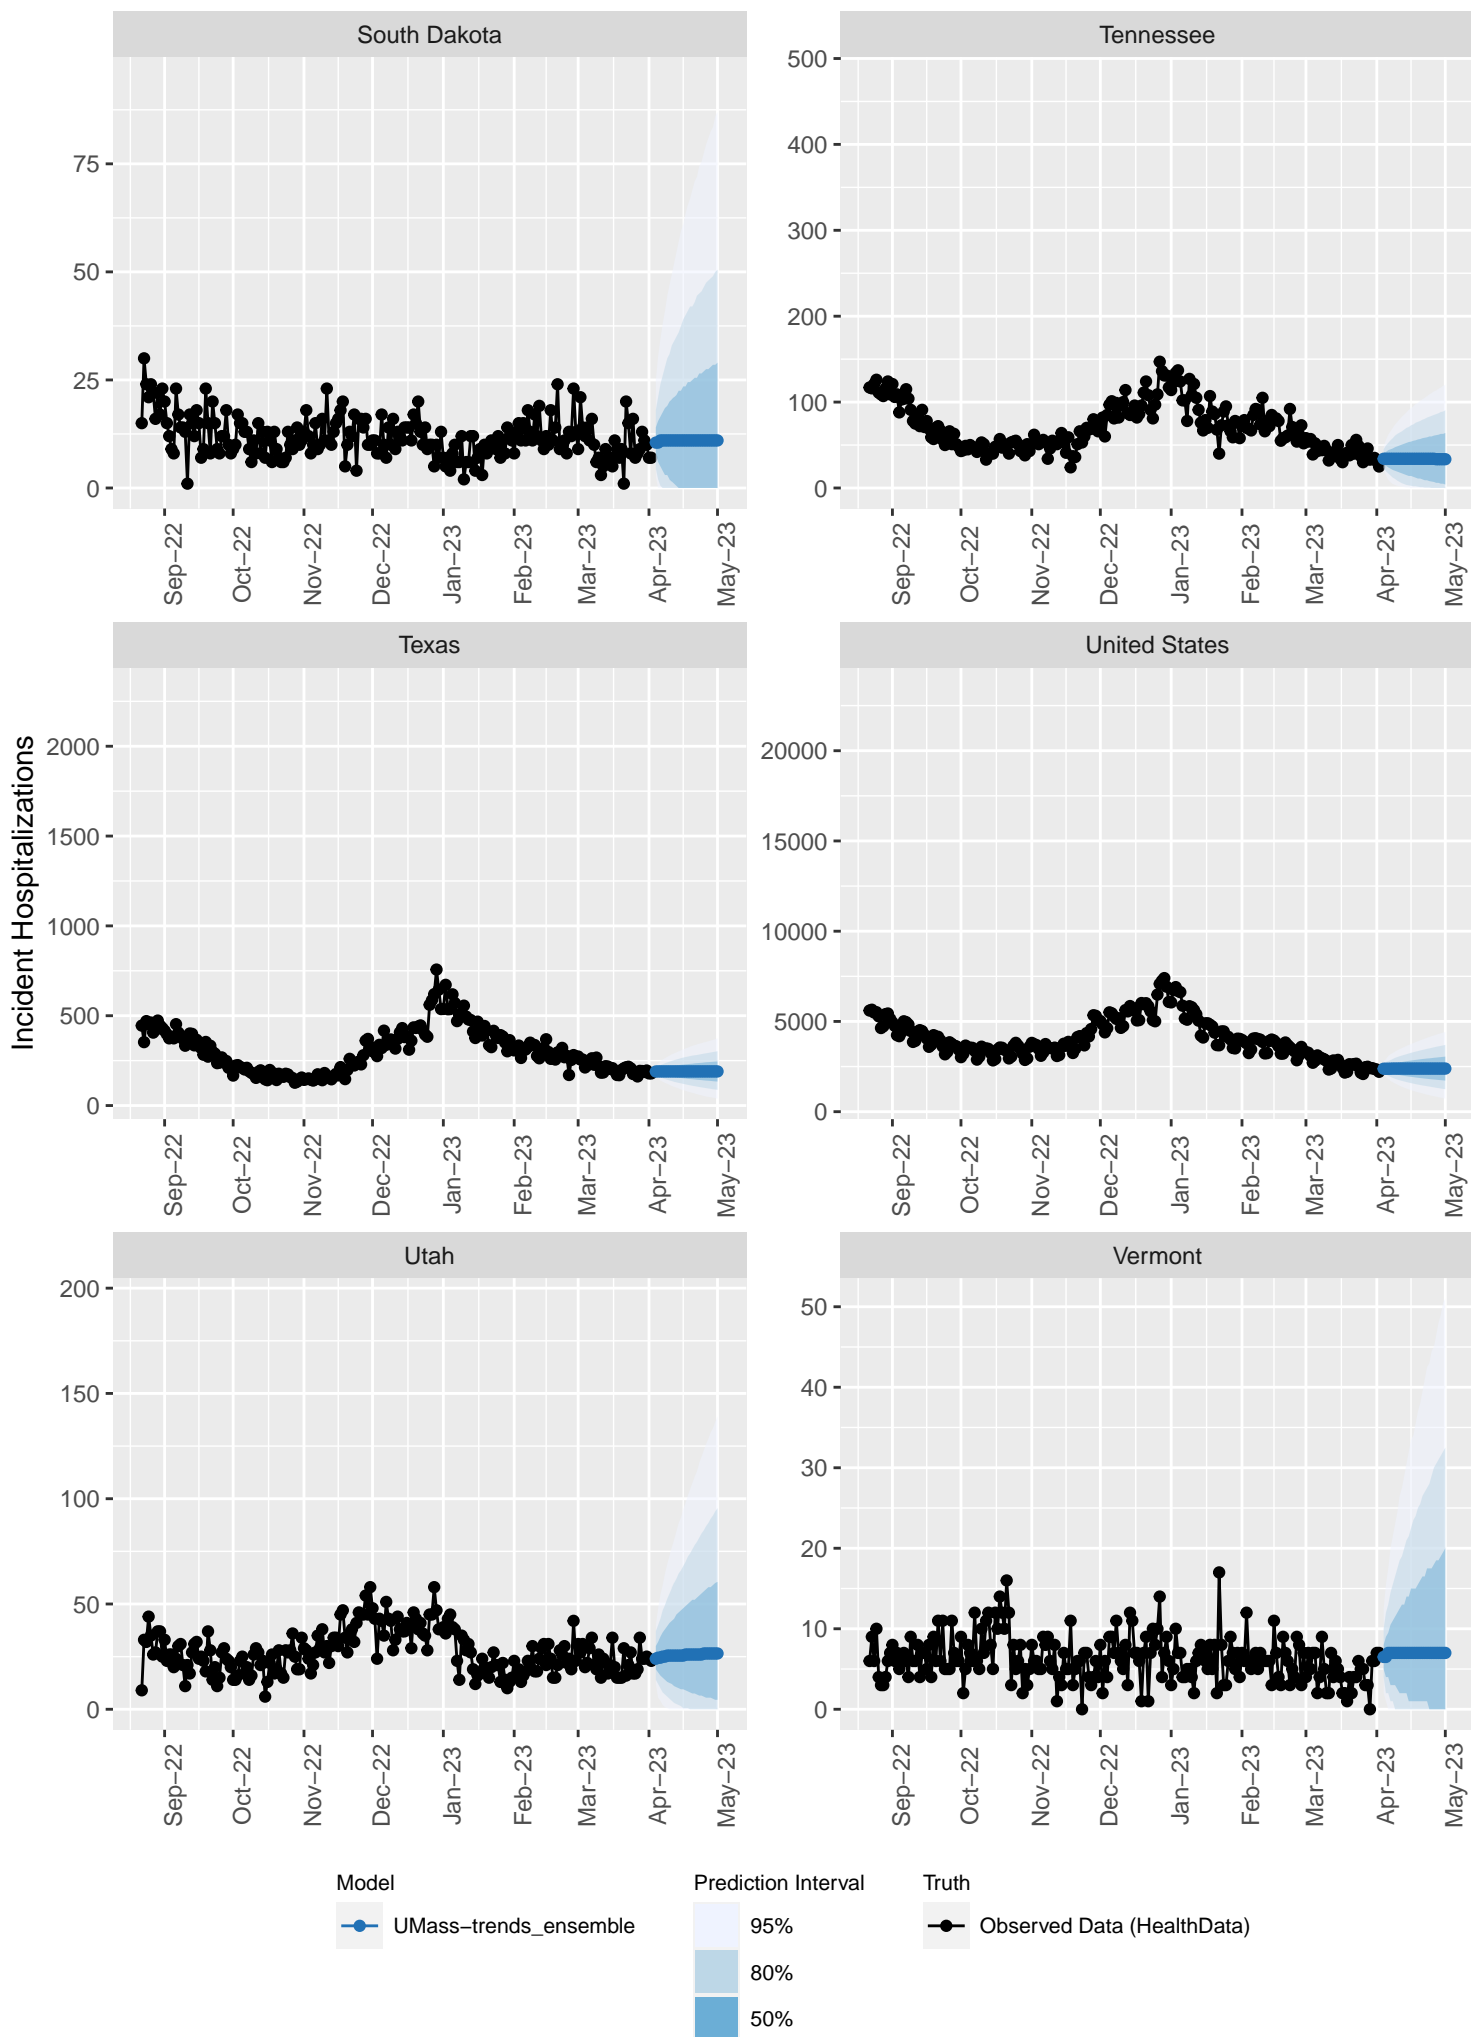 South Dakota
Tennessee
75
50
25
0
500
400
300
200
100
0
Sep−22 Oct−22 Nov−22 Dec−22 Jan−23 Feb−23 Mar−23 Apr−23 May−23
Sep−22 Oct−22 Nov−22 Dec−22 Jan−23 Feb−23 Mar−23 Apr−23 May−23
Incident Hospitalizations
Texas
United States
2000
1500
1000
500
0
20000
15000
10000
5000
0
Sep−22 Oct−22 Nov−22 Dec−22 Jan−23 Feb−23 Mar−23 Apr−23 May−23
Sep−22 Oct−22 Nov−22 Dec−22 Jan−23 Feb−23 Mar−23 Apr−23 May−23
Utah
Vermont
200
150
100
50
0
50
40
30
20
10
0
Sep−22 Oct−22 Nov−22 Dec−22 Jan−23 Feb−23 Mar−23 Apr−23 May−23
Sep−22 Oct−22 Nov−22 Dec−22 Jan−23 Feb−23 Mar−23 Apr−23 May−23
Model
UMass−trends_ensemble
Prediction Interval
95%
80%
50%
Truth
Observed Data (HealthData)